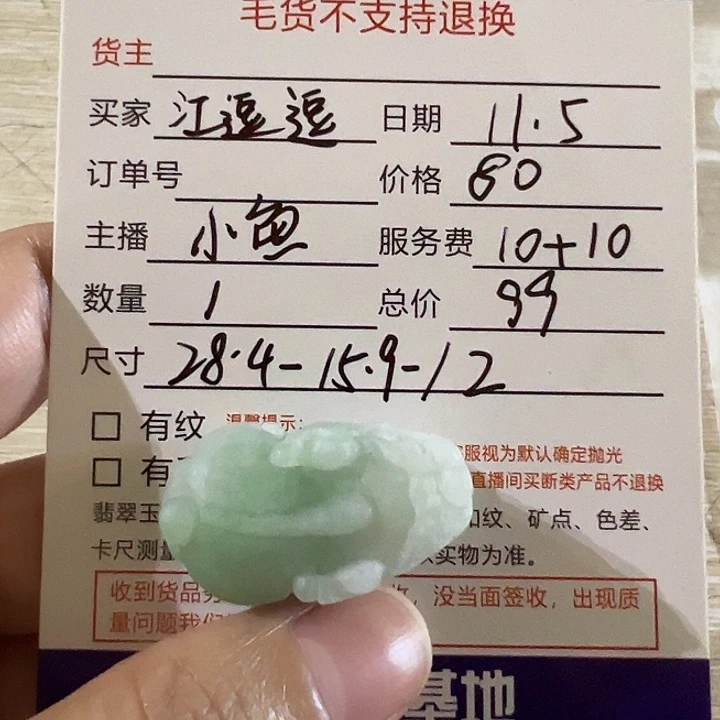 毛货不支持退换
货主
买家 江逗逗 日期 11.5
订单号 价格 80
主播 小鱼 服务费 10+10
数量 1 总价 99
尺寸 28.4-15.9-12
□ 有纹 温馨提示：
服视为默认确定抛光
□ 有 直播间买断类产品不退换
翡翠玉 纹、矿点、色差、
卡尺测量 实物为准。
收到货品 ，没当面签收，出现质
量问题我们
基地